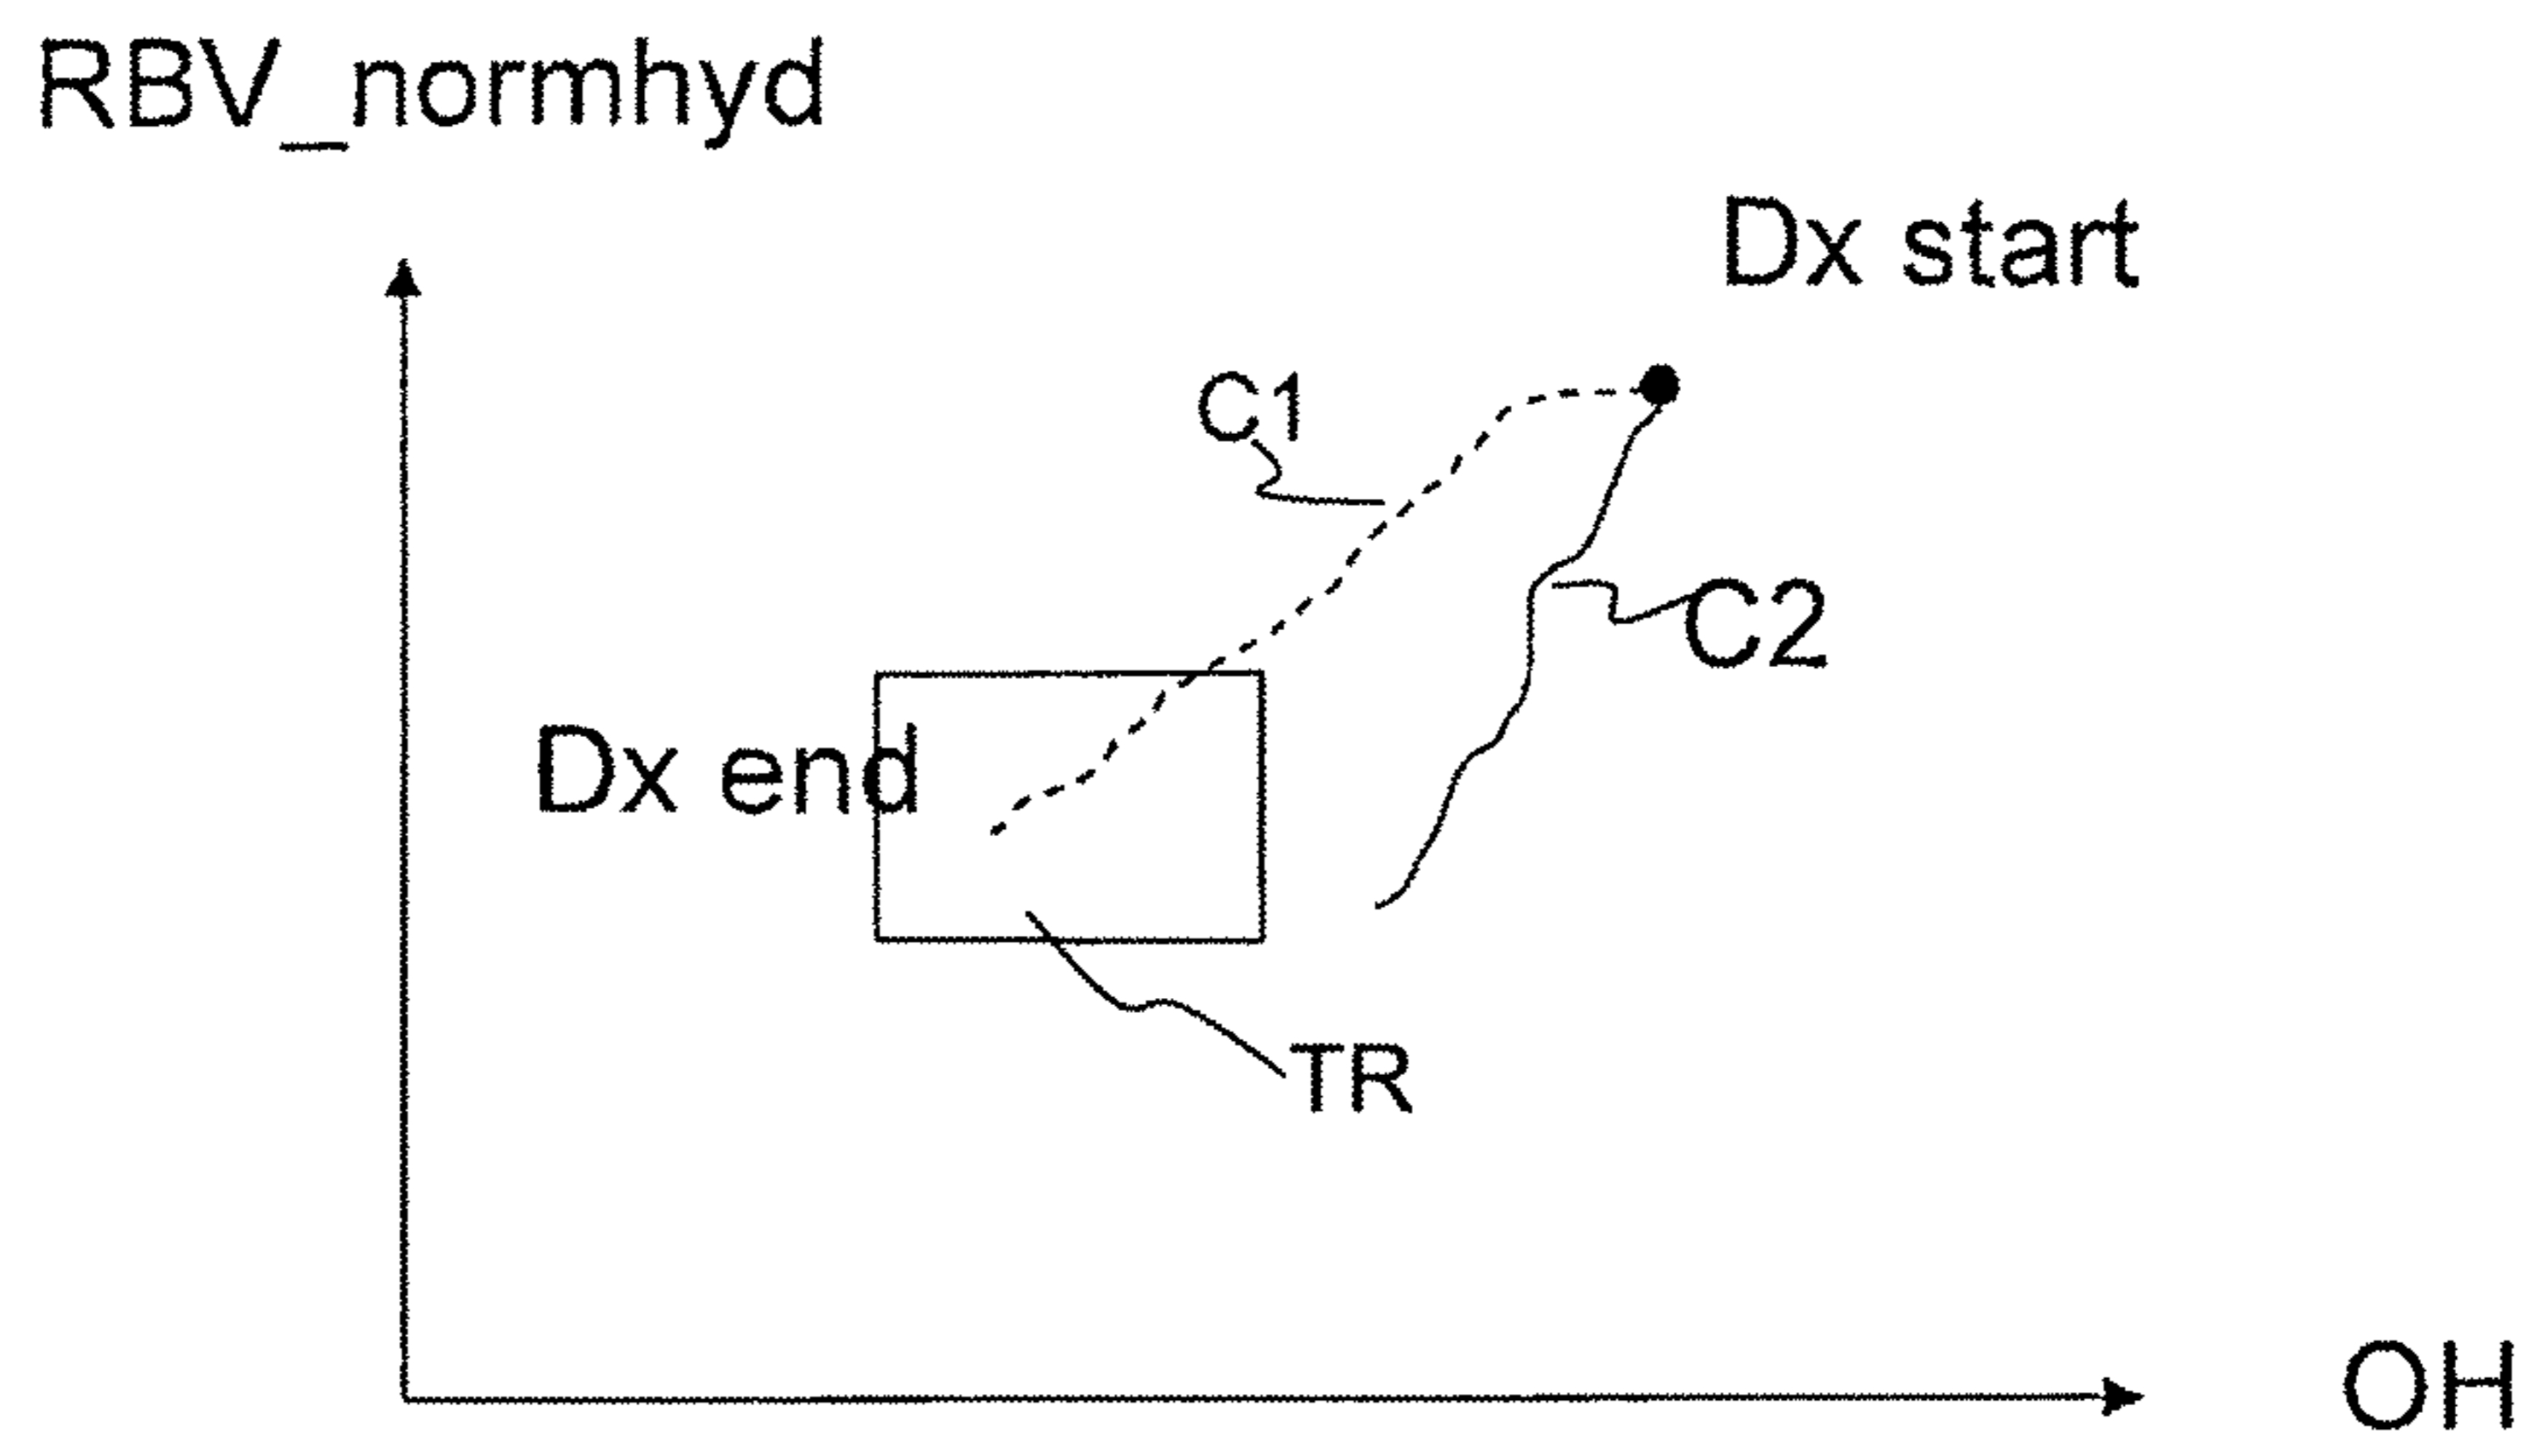 RBV_normhyd
Dx start
C1
C2
Dx end
TR
OH